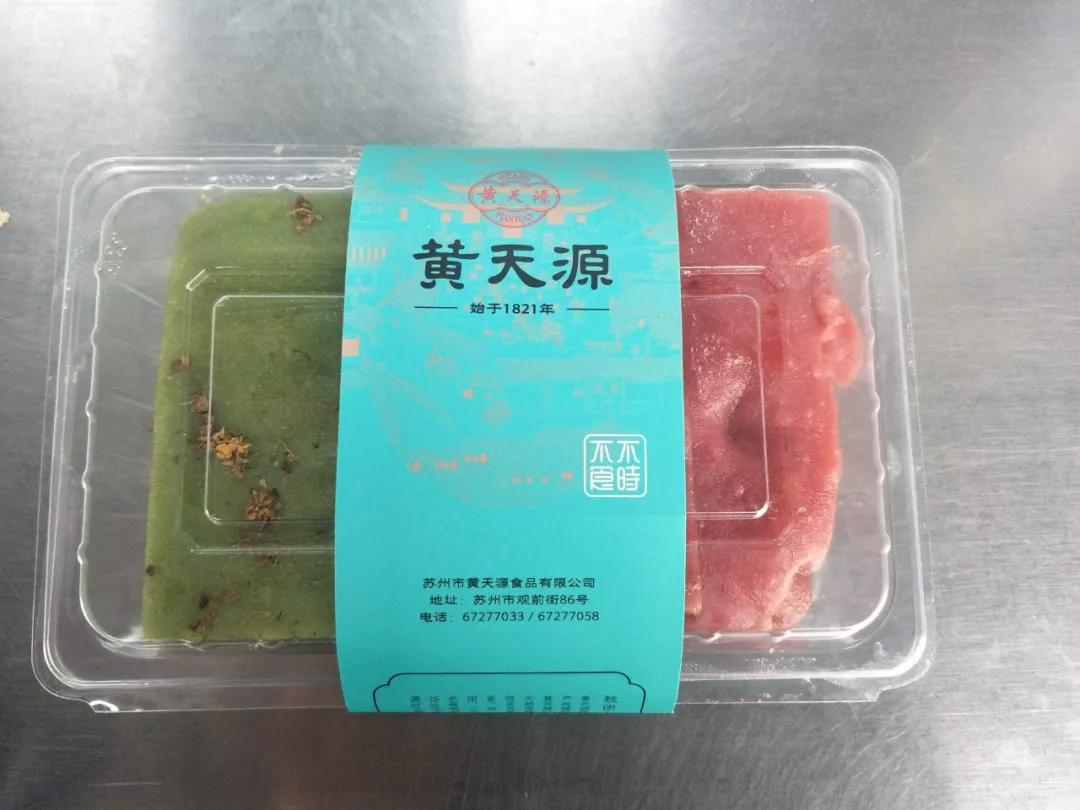 HUANG
黄天源
TIANYUAN
黄天源
始于1821年
不時
不食
苏州市黄天源食品有限公司
地址：苏州市观前街86号
电话：67277033 / 67277058